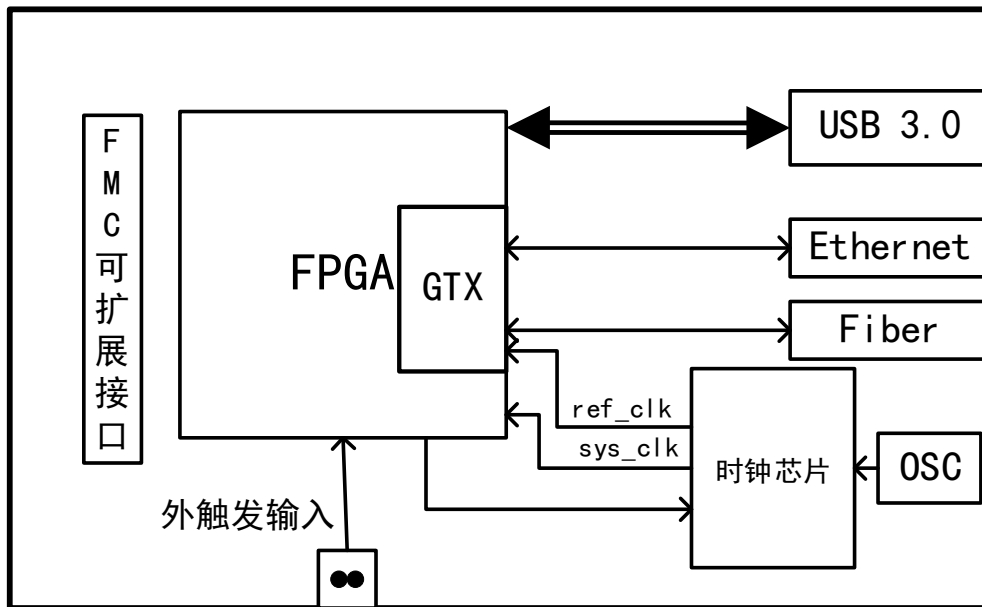 FMC可扩展接口
FPGA
GTX
USB 3.0
Ethernet
Fiber
ref_clk
sys_clk
时钟芯片
OSC
外触发输入